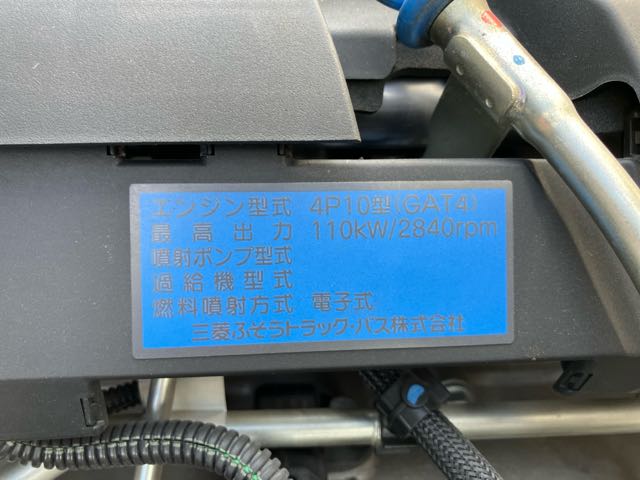 エンジン型式 4P10型(GAT4)
最高出力 110kW/2840rpm
噴射ポンプ型式
過給機型式
燃料噴射方式 電子式
三菱ふそうトラック・バス株式会社